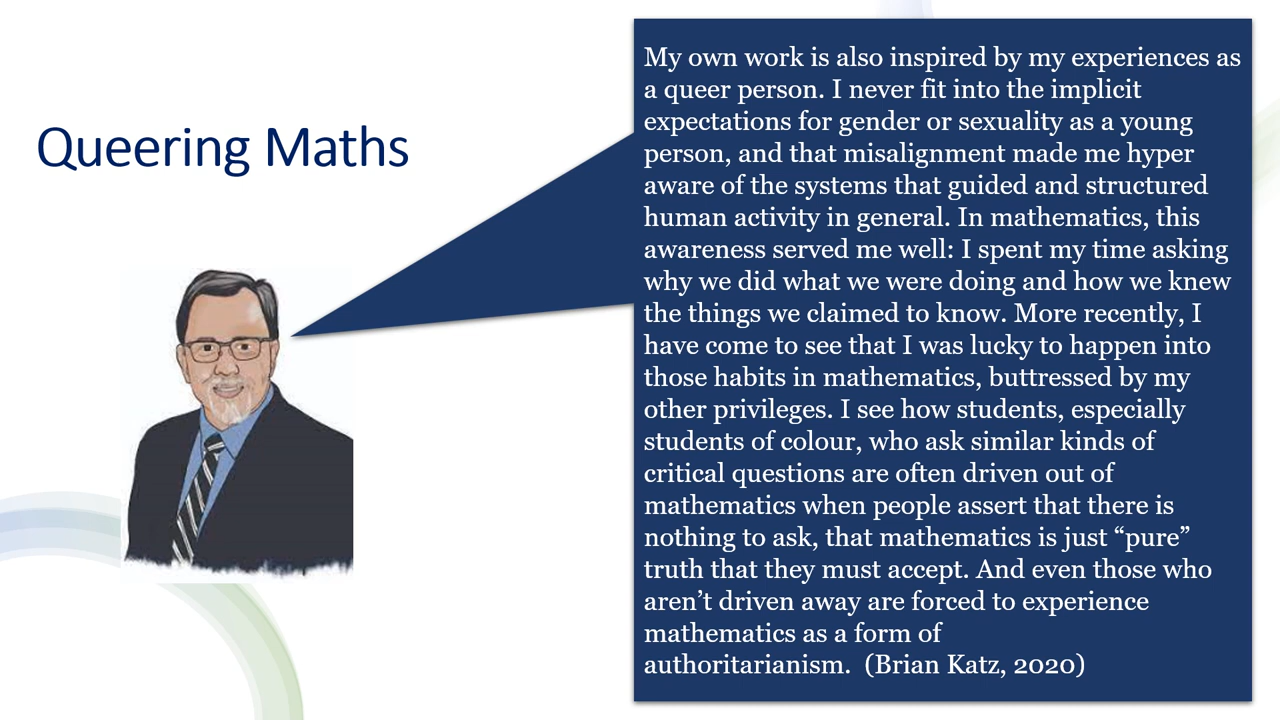 Queering Maths
My own work is also inspired by my experiences as
a queer person. I never fit into the implicit
expectations for gender or sexuality as a young
person, and that misalignment made me hyper
aware of the systems that guided and structured
human activity in general. In mathematics, this
awareness served me well: I spent my time asking
why we did what we were doing and how we knew
the things we claimed to know. More recently, I
have come to see that I was lucky to happen into
those habits in mathematics, buttressed by my
other privileges. I see how students, especially
students of colour, who ask similar kinds of
critical questions are often driven out of
mathematics when people assert that there is
nothing to ask, that mathematics is just “pure”
truth that they must accept. And even those who
aren’t driven away are forced to experience
mathematics as a form of
authoritarianism.  (Brian Katz, 2020)